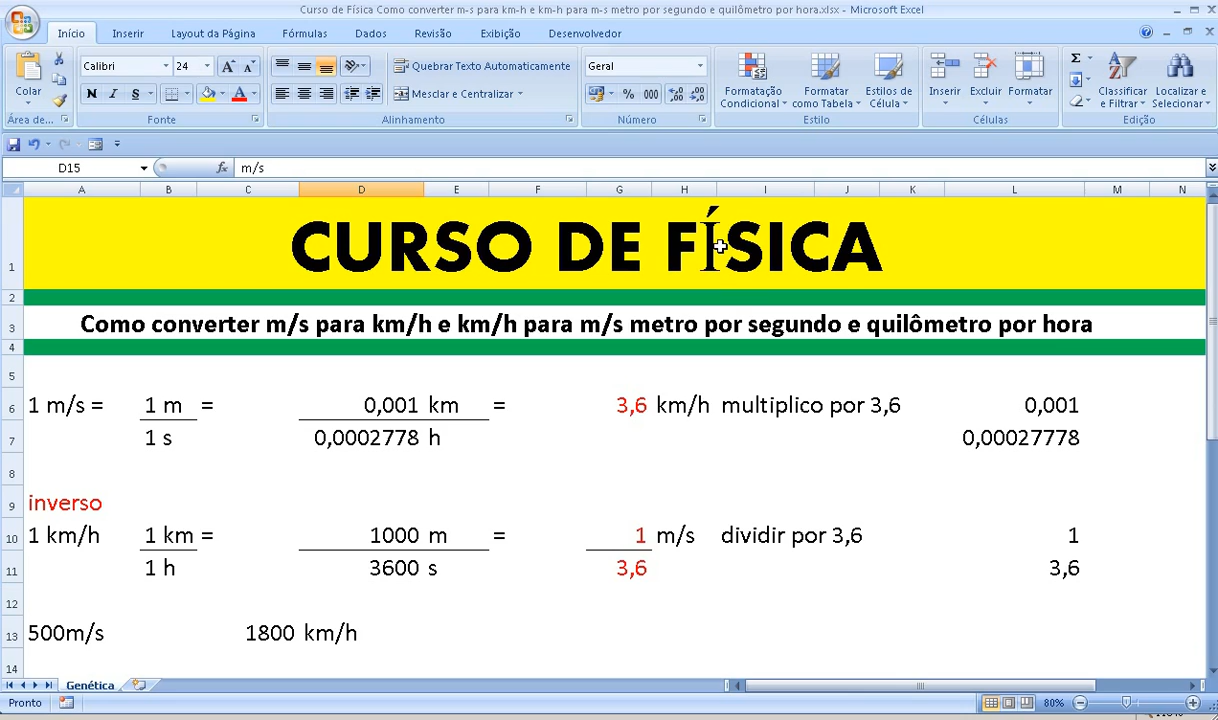 Curso de Física Como converter m-s para km-h e km-h para m-s metro por segundo e quilômetro por hora.xlsx - Microsoft Excel
Início Inserir Layout da Página Fórmulas Dados Revisão Exibição Desenvolvedor
Calibri 24 Quebrar Texto Automaticamente Geral
Colar N I S Mesclar e Centralizar % 000 Formatação Condicional Formatar como Tabela Estilos de Célula Inserir Excluir Formatar Classificar e Filtrar Localizar e Selecionar
Área de... Fonte Alinhamento Número Estilo Células Edição
D15 fx m/s
A B C D E F G H I J K L M N
1 CURSO DE FÍSICA
2
3 Como converter m/s para km/h e km/h para m/s metro por segundo e quilômetro por hora
4
5
6 1 m/s = 1 m = 0,001 km = 3,6 km/h multiplico por 3,6 0,001
7 1 s 0,0002778 h 0,00027778
8
9 inverso
10 1 km/h 1 km = 1000 m = 1 m/s dividir por 3,6 1
11 1 h 3600 s 3,6 3,6
12
13 500m/s 1800 km/h
14
Genética
Pronto 80%